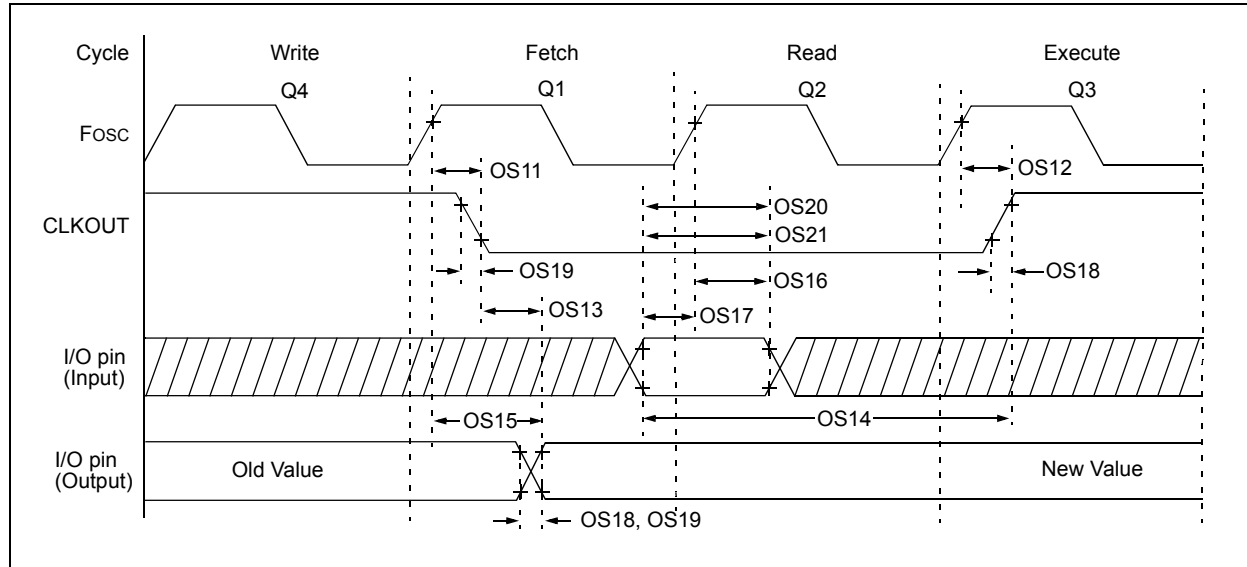 Cycle Write Fetch Read Execute
Q4 Q1 Q2 Q3
Fosc
OS11 OS12
CLKOUT
OS20
OS21
OS19 OS16 OS18
OS13 OS17
I/O pin
(Input)
OS15 OS14
I/O pin
(Output)
Old Value New Value
OS18, OS19